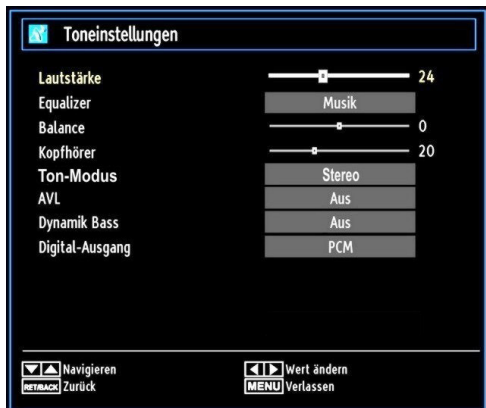 Toneinstellungen
Lautstärke 24
Equalizer Musik
Balance 0
Kopfhörer 20
Ton-Modus Stereo
AVL Aus
Dynamik Bass Aus
Digital-Ausgang PCM
Navigieren Wert ändern
RET/BACK Zurück MENU Verlassen